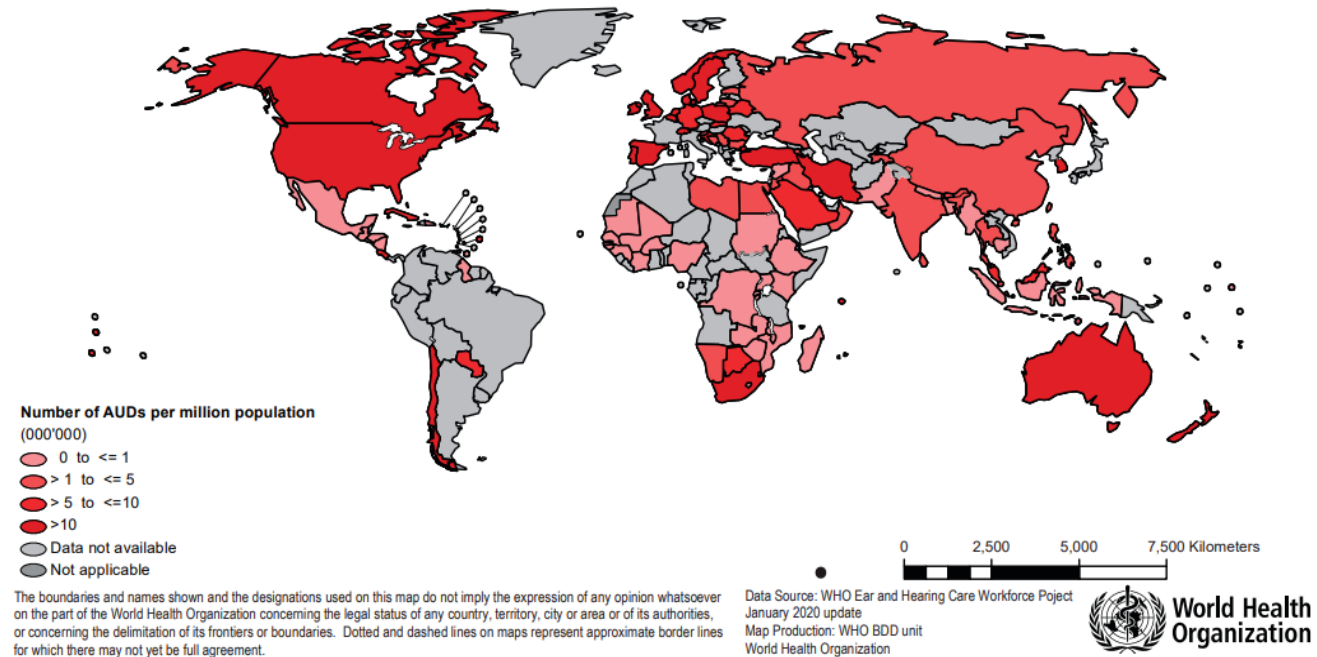 Number of AUDs per million population
(000'000)
0 to <= 1
> 1 to <= 5
> 5 to <=10
>10
Data not available
Not applicable
The boundaries and names shown and the designations used on this map do not imply the expression of any opinion whatsoever
on the part of the World Health Organization concerning the legal status of any country, territory, city or area or of its authorities,
or concerning the delimitation of its frontiers or boundaries. Dotted and dashed lines on maps represent approximate border lines
for which there may not yet be full agreement.
0 2,500 5,000 7,500 Kilometers
Data Source: WHO Ear and Hearing Care Workforce Poject
January 2020 update
Map Production: WHO BDD unit
World Health Organization
World Health
Organization